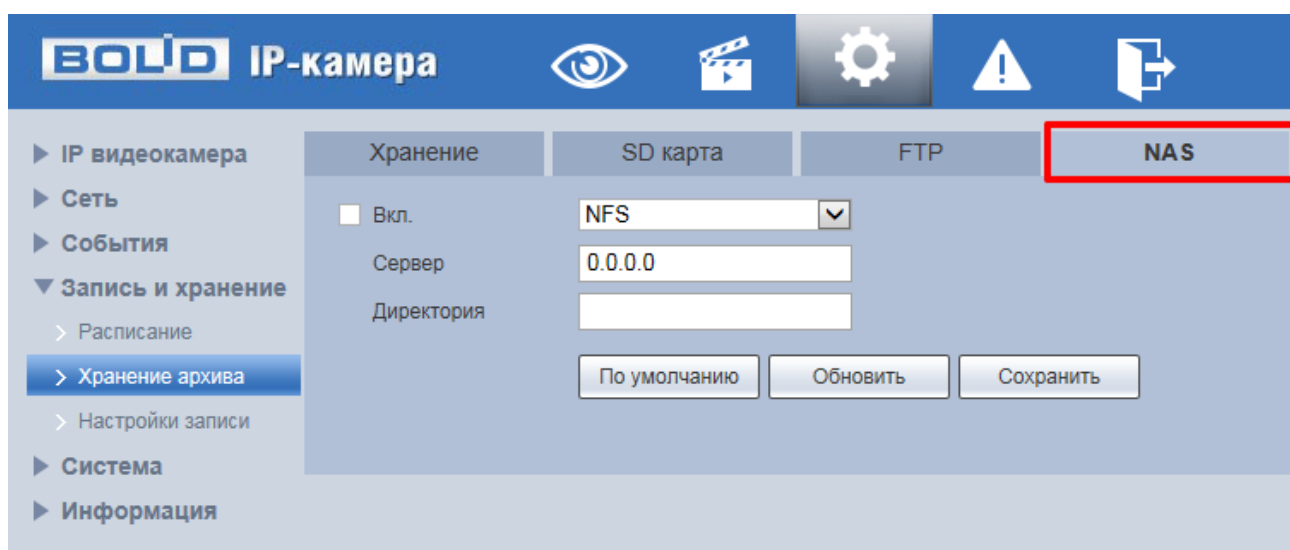 BOLID IP-камера
IP видеокамера
Сеть
События
Запись и хранение
Расписание
Хранение архива
Настройки записи
Система
Информация
Хранение SD карта FTP NAS
Вкл. NFS
Сервер 0.0.0.0
Директория
По умолчанию Обновить Сохранить